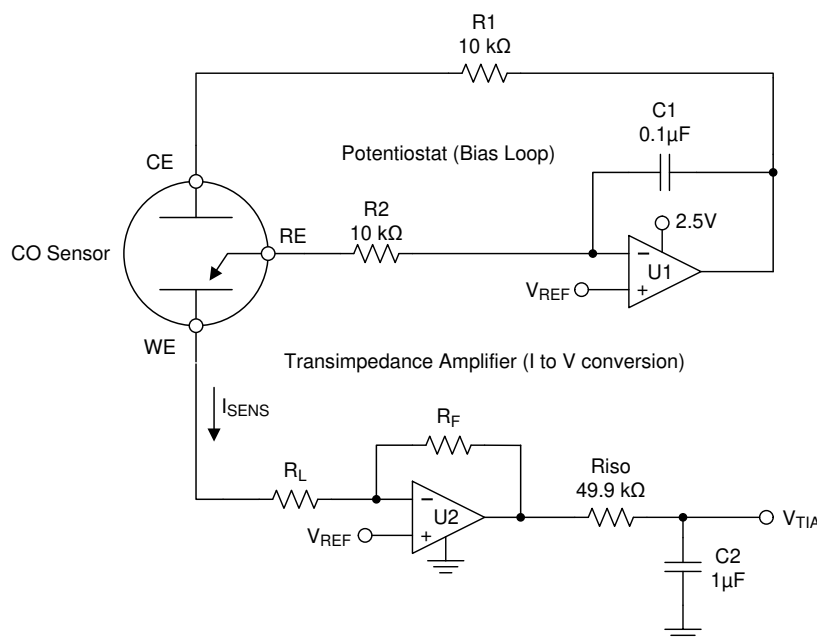 R1
10 kΩ
C1
0.1µF
Potentiostat (Bias Loop)
CE
R2
10 kΩ
RE
2.5V
CO Sensor
−
U1
VREF
+
WE
Transimpedance Amplifier (I to V conversion)
ISENS
RF
RL
Riso
49.9 kΩ
−
U2
VREF
+
VTIA
C2
1µF